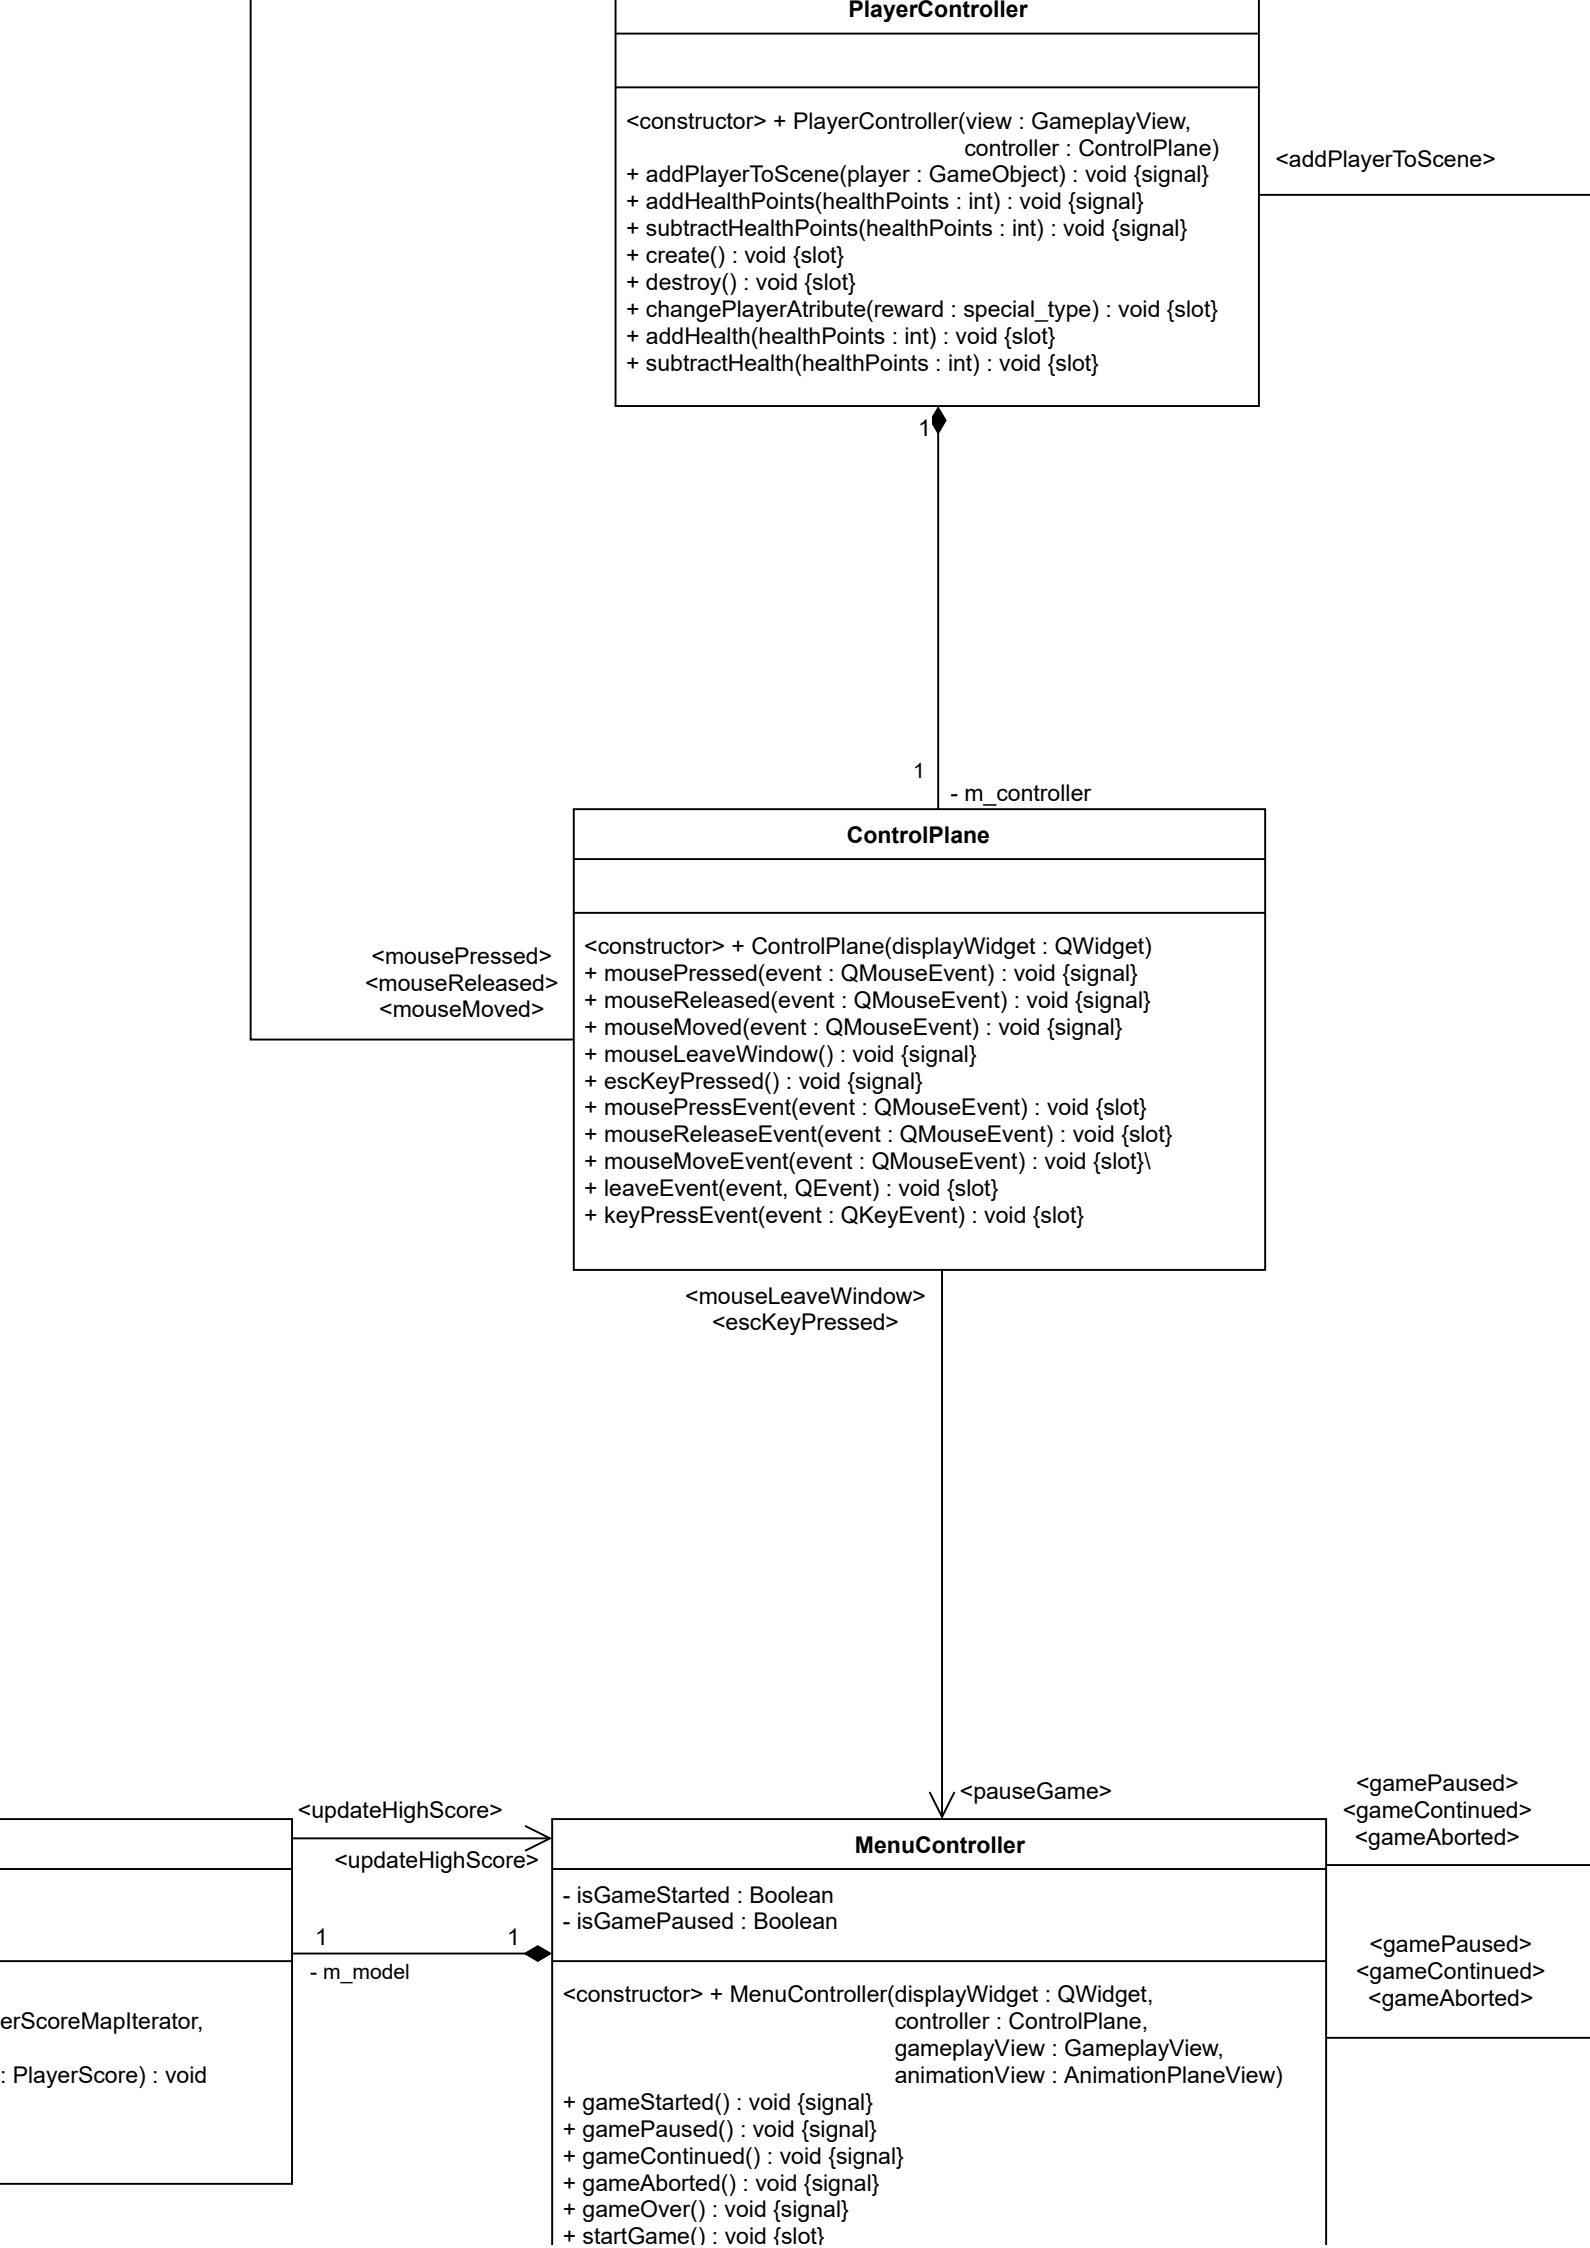 PlayerController
<constructor> + PlayerController(view : GameplayView,
controller : ControlPlane)
+ addPlayerToScene(player : GameObject) : void {signal}
+ addHealthPoints(healthPoints : int) : void {signal}
+ subtractHealthPoints(healthPoints : int) : void {signal}
+ create() : void {slot}
+ destroy() : void {slot}
+ changePlayerAtribute(reward : special_type) : void {slot}
+ addHealth(healthPoints : int) : void {slot}
+ subtractHealth(healthPoints : int) : void {slot}
<addPlayerToScene>
1
1
- m_controller
ControlPlane
<constructor> + ControlPlane(displayWidget : QWidget)
+ mousePressed(event : QMouseEvent) : void {signal}
+ mouseReleased(event : QMouseEvent) : void {signal}
+ mouseMoved(event : QMouseEvent) : void {signal}
+ mouseLeaveWindow() : void {signal}
+ escKeyPressed() : void {signal}
+ mousePressEvent(event : QMouseEvent) : void {slot}
+ mouseReleaseEvent(event : QMouseEvent) : void {slot}
+ mouseMoveEvent(event : QMouseEvent) : void {slot}\
+ leaveEvent(event, QEvent) : void {slot}
+ keyPressEvent(event : QKeyEvent) : void {slot}
<mousePressed>
<mouseReleased>
<mouseMoved>
<mouseLeaveWindow>
<escKeyPressed>
<pauseGame>
<updateHighScore>
<updateHighScore>
1
1
- m_model
erScoreMapIterator,
: PlayerScore) : void
MenuController
- isGameStarted : Boolean
- isGamePaused : Boolean
<constructor> + MenuController(displayWidget : QWidget,
controller : ControlPlane,
gameplayView : GameplayView,
animationView : AnimationPlaneView)
+ gameStarted() : void {signal}
+ gamePaused() : void {signal}
+ gameContinued() : void {signal}
+ gameAborted() : void {signal}
+ gameOver() : void {signal}
+ startGame() : void {slot}
<gamePaused>
<gameContinued>
<gameAborted>
<gamePaused>
<gameContinued>
<gameAborted>